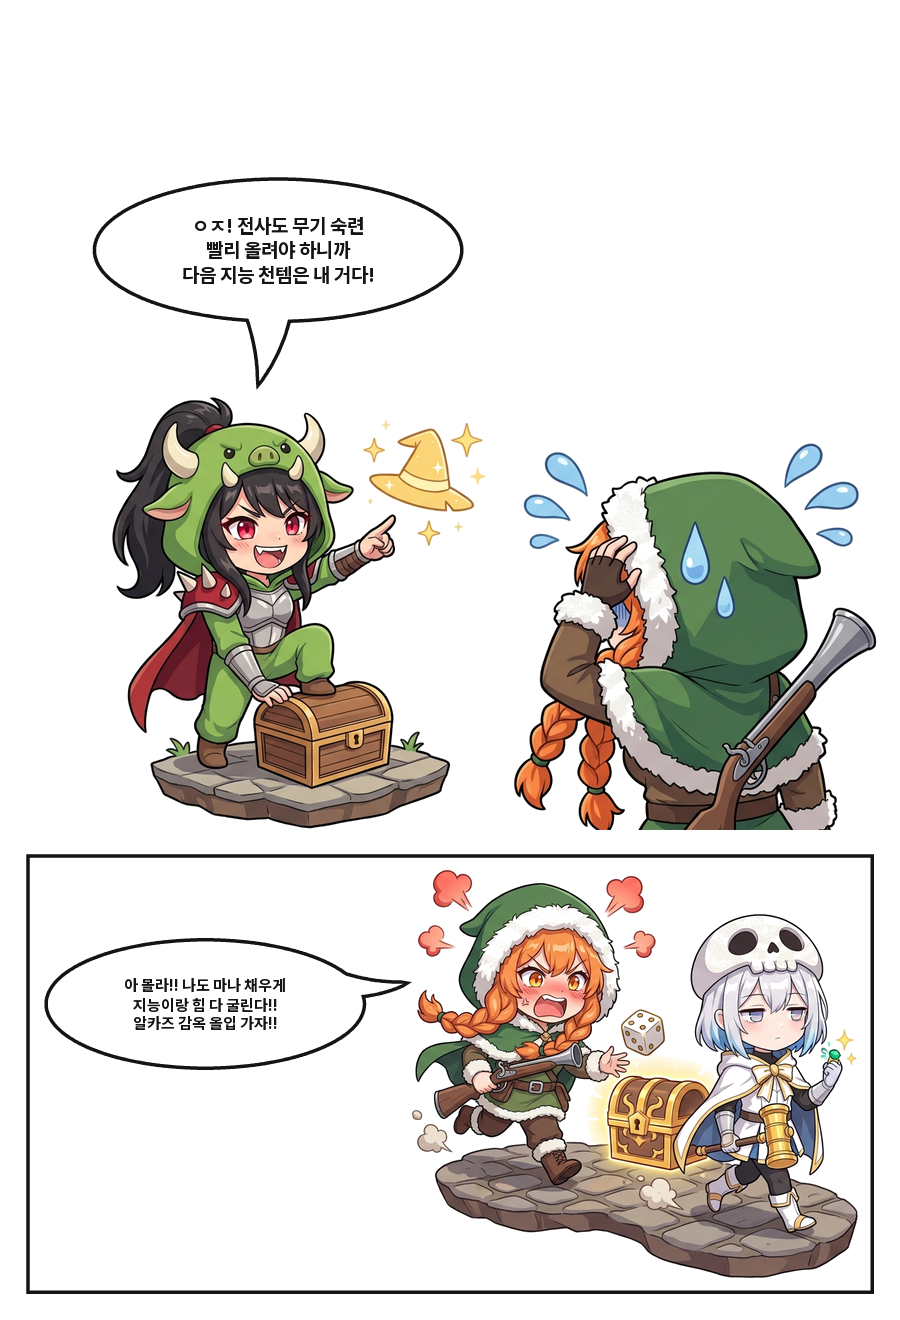 ㅇㅈ! 전사도 무기 숙련
빨리 올려야 하니까
다음 지능 천템은 내 거다!
아 몰라!! 나도 마나 채우게
지능이랑 힘 다 굴린다!!
알카즈 감옥 올입 가자!!